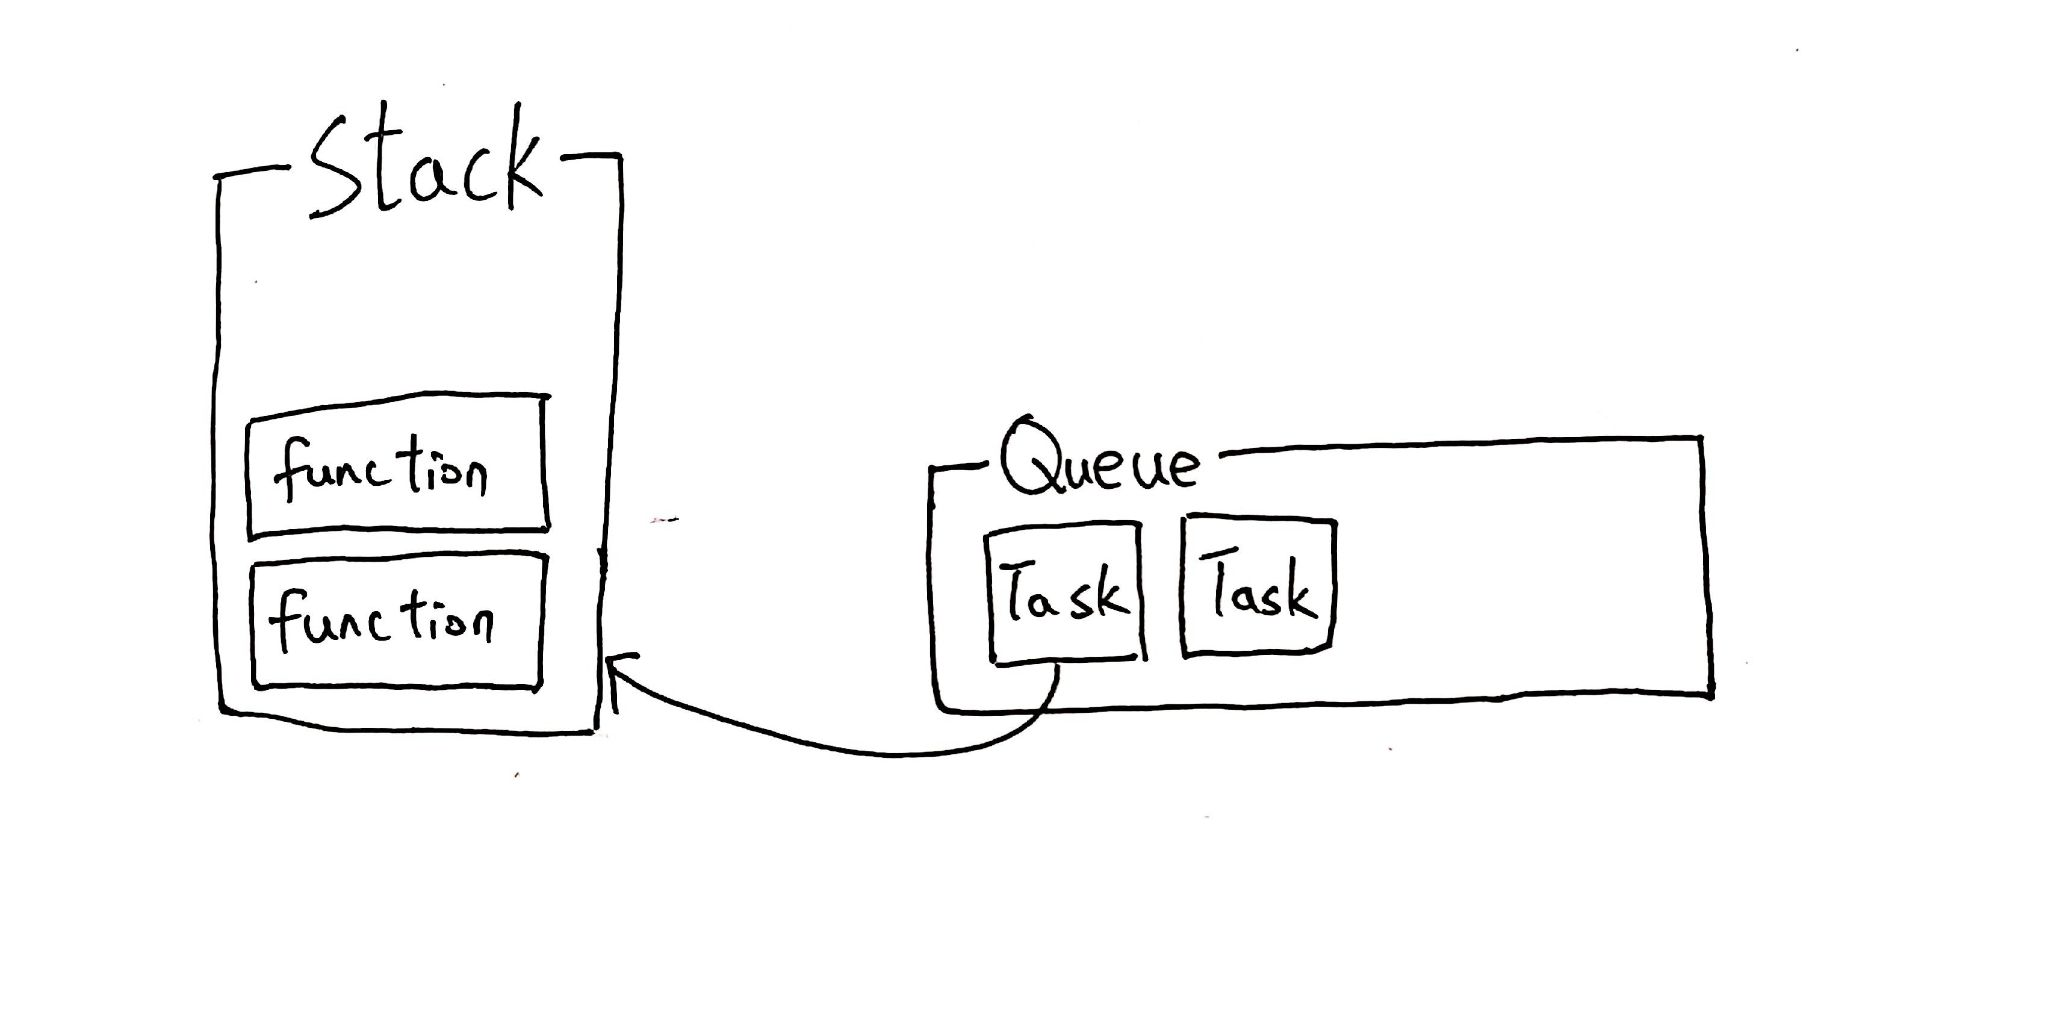 Stack
function
function
Queue
Task
Task